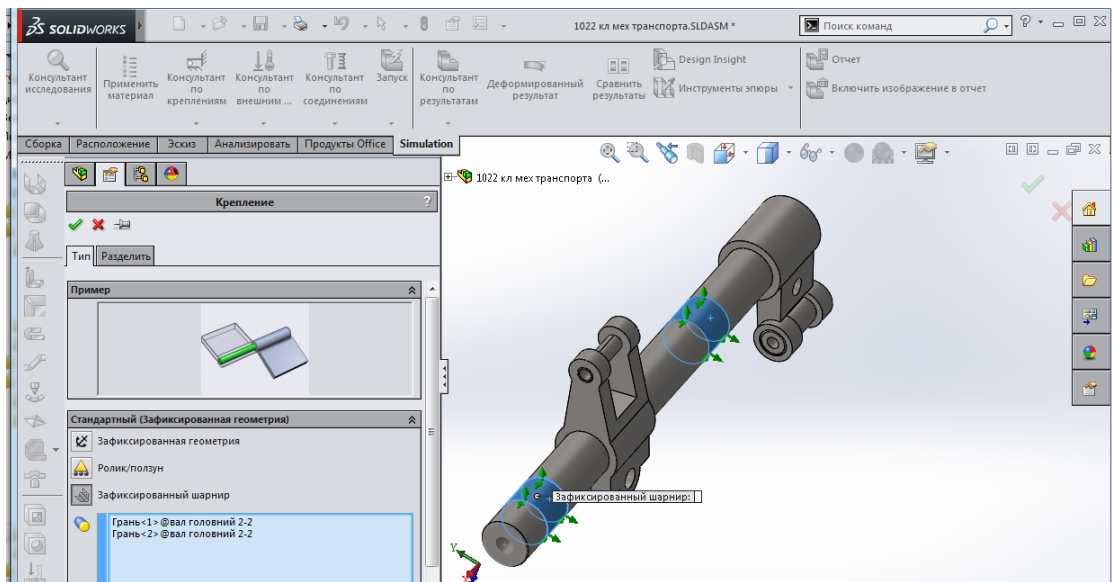 SOLIDWORKS
1022 кл мех транспорта.SLDASM *
Поиск команд
Консультант исследования
Применить материал
Консультант по креплениям
Консультант по внешним ...
Консультант по соединениям
Запуск
Консультант по результатам
Деформированный результат
Сравнить результаты
Design Insight
Инструменты эпюры
Отчет
Включить изображение в отчет
Сборка
Расположение
Эскиз
Анализировать
Продукты Office
Simulation
1022 кл мех транспорта (...
Крепление
?
Тип
Разделить
Пример
Стандартный (Зафиксированная геометрия)
Зафиксированная геометрия
Ролик/ползун
Зафиксированный шарнир
Грань<1>@вал головний 2-2
Грань<2>@вал головний 2-2
Зафиксированный шарнир:
Y